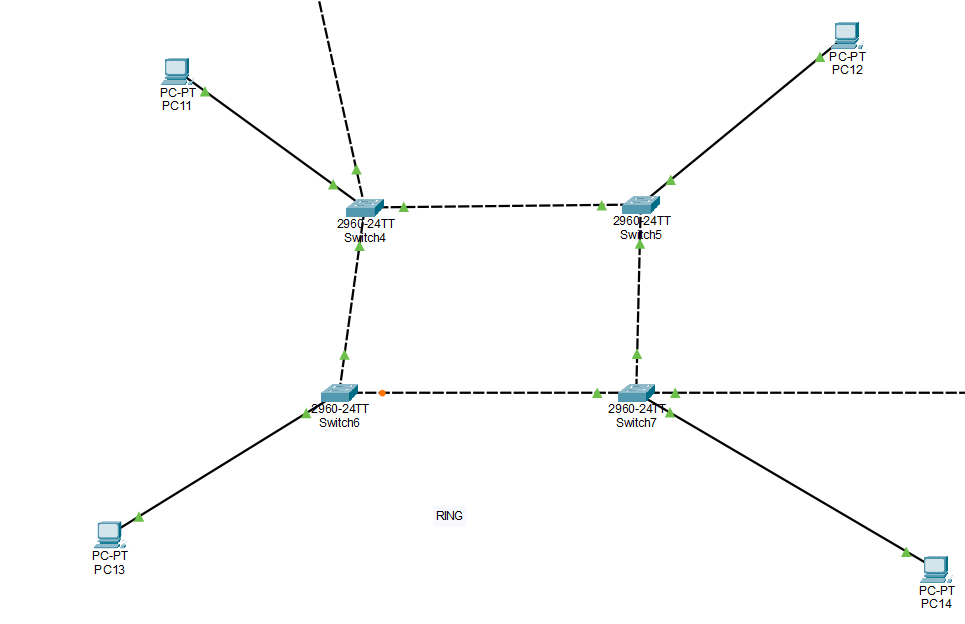 PC-PT
PC11
PC-PT
PC12
2960-24TT
Switch4
2960-24TT
Switch5
2960-24TT
Switch6
2960-24TT
Switch7
RING
PC-PT
PC13
PC-PT
PC14